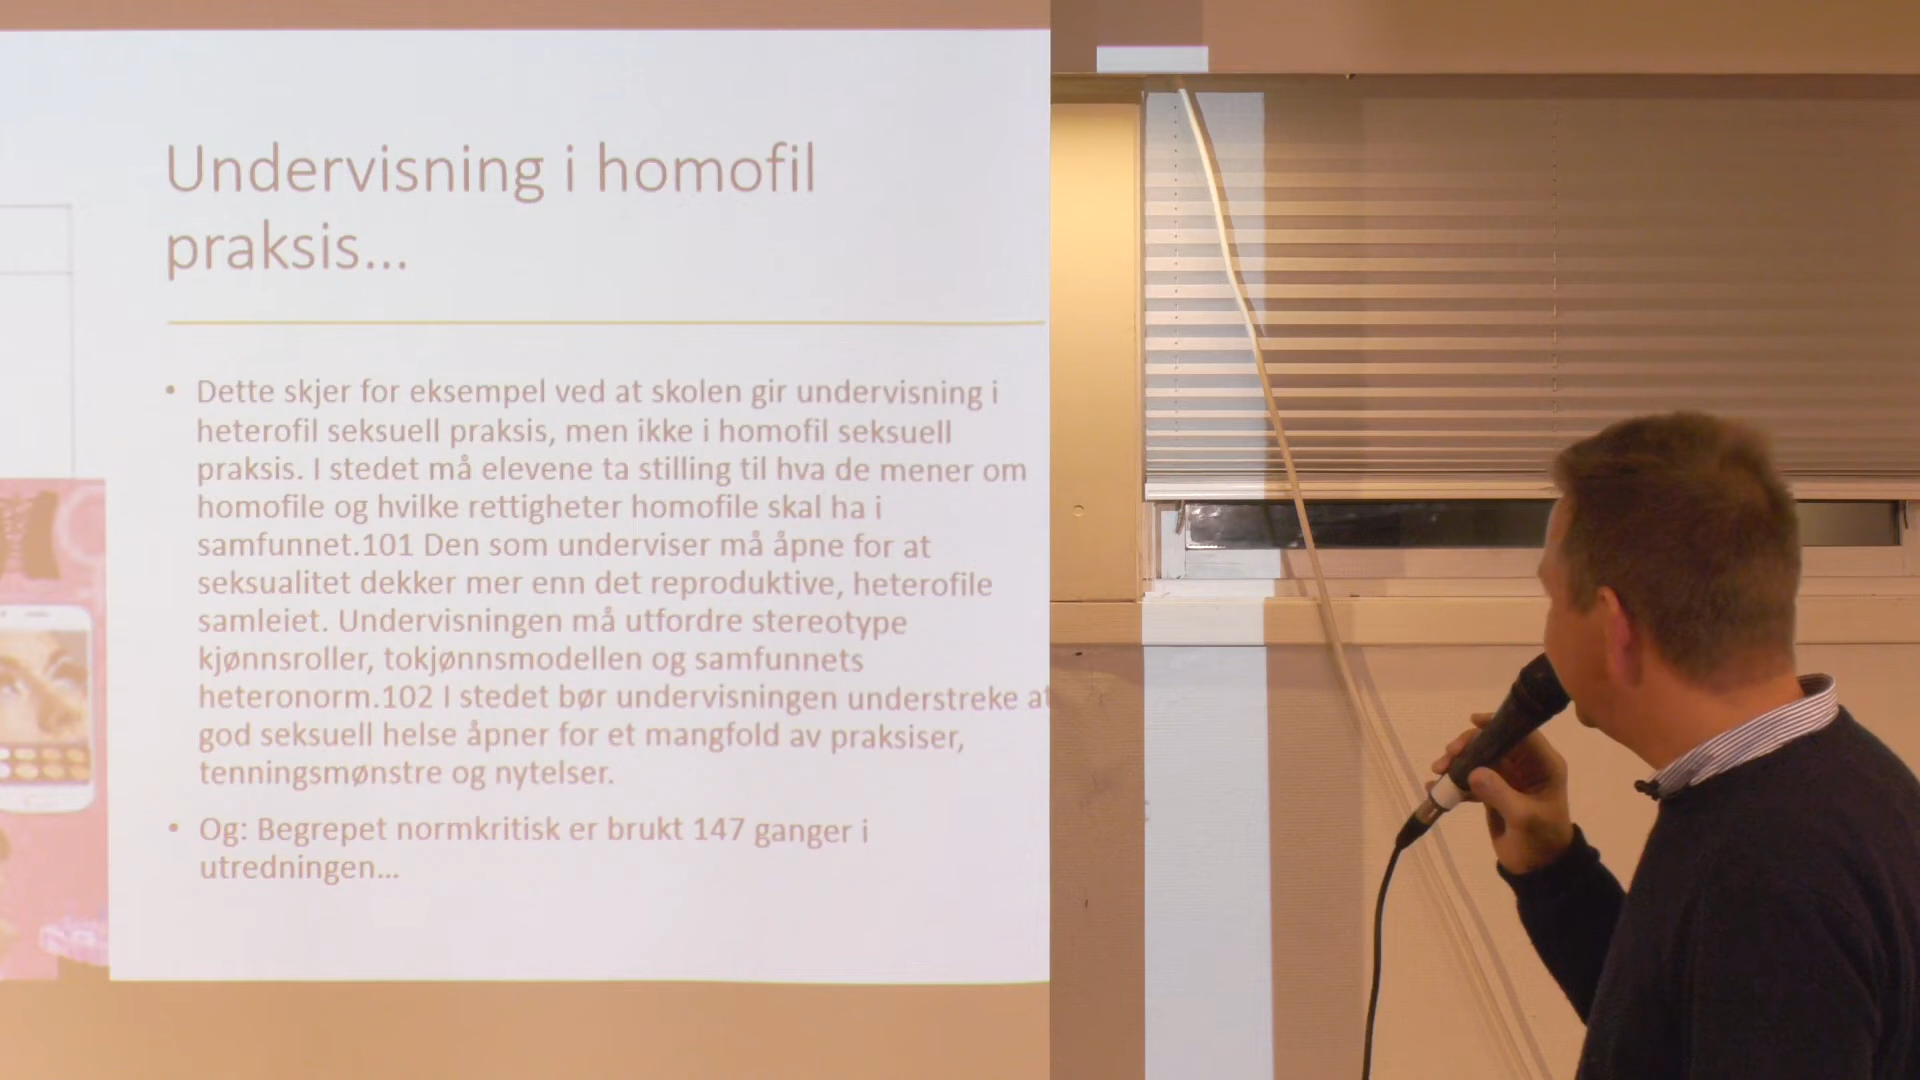 Undervisning i homofil
praksis...
• Dette skjer for eksempel ved at skolen gir undervisning i
heterofil seksuell praksis, men ikke i homofil seksuell
praksis. I stedet må elevene ta stilling til hva de mener om
homofile og hvilke rettigheter homofile skal ha i
samfunnet.101 Den som underviser må åpne for at
seksualitet dekker mer enn det reproduktive, heterofile
samleiet. Undervisningen må utfordre stereotype
kjønnsroller, tokjønnsmodellen og samfunnets
heteronorm.102 I stedet bør undervisningen understreke at
god seksuell helse åpner for et mangfold av praksiser,
tenningsmønstre og nytelser.
• Og: Begrepet normkritisk er brukt 147 ganger i
utredningen...